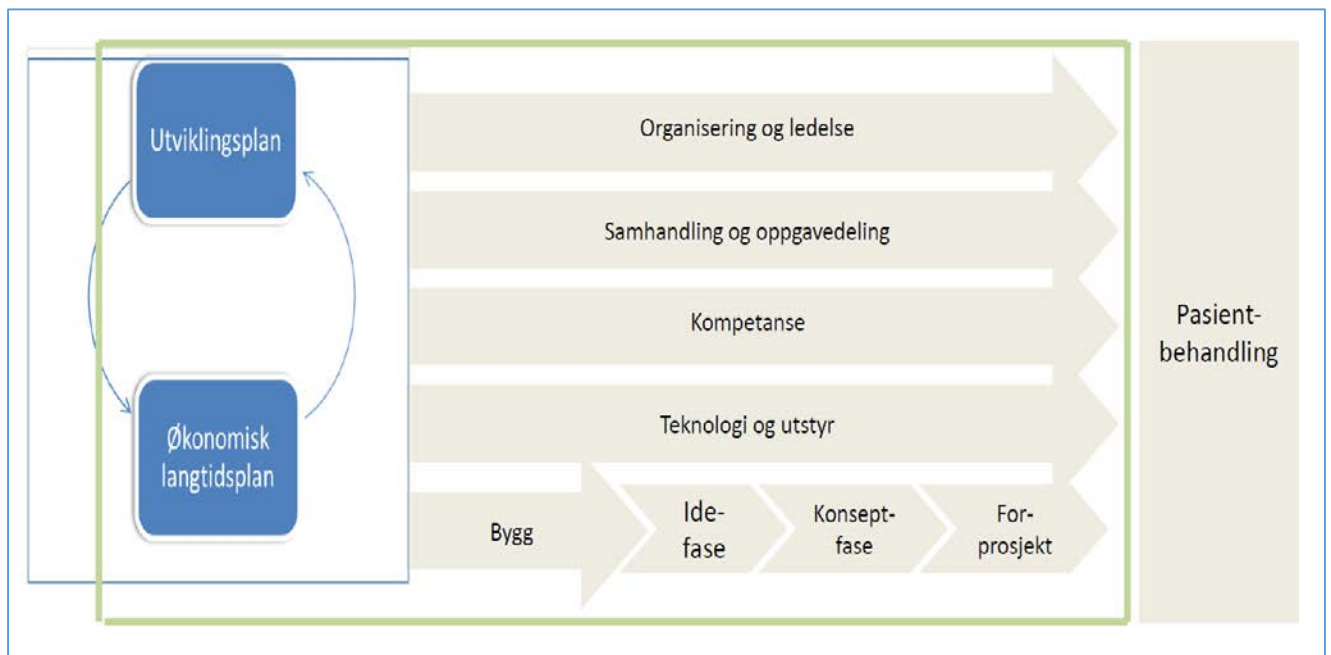 Utviklingsplan
Økonomisk
langtidsplan
Organisering og ledelse
Samhandling og oppgavedeling
Kompetanse
Teknologi og utstyr
Bygg
Ide-
fase
Konsept-
fase
For-
prosjekt
Pasient-
behandling